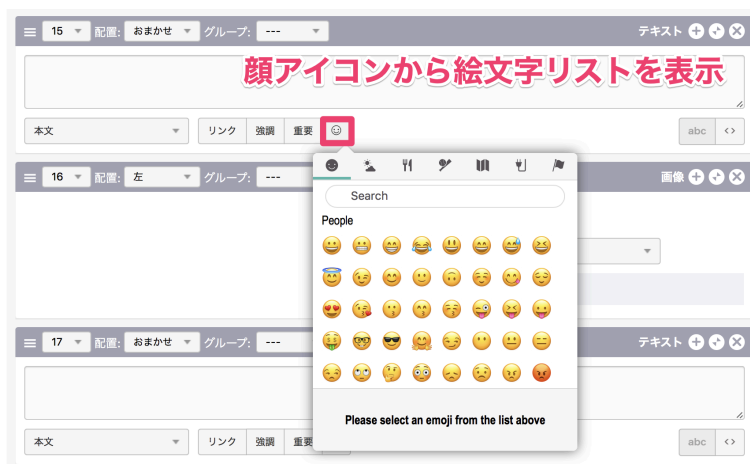 15 配置: おまかせ グループ: --- テキスト
顔アイコンから絵文字リストを表示
本文 リンク 強調 重要 abc <>
16 配置: 左 グループ: --- 画像
Search
People
17 配置: おまかせ グループ: --- テキスト
Please select an emoji from the list above
本文 リンク 強調 重要 abc <>